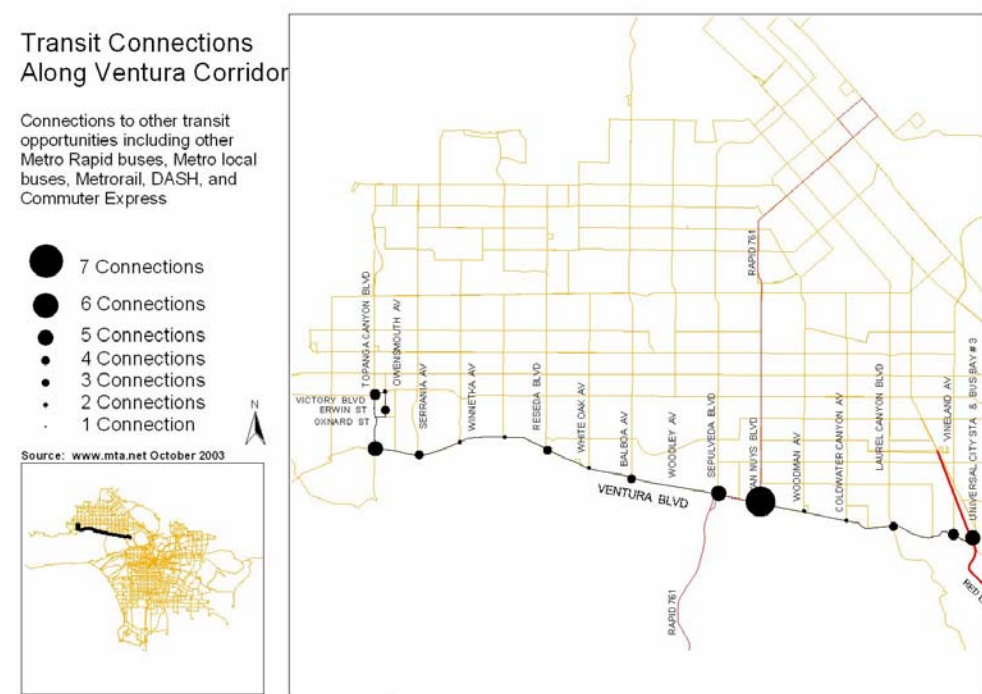 Transit Connections
Along Ventura Corridor
Connections to other transit
opportunities including other
Metro Rapid buses, Metro local
buses, Metrorail, DASH, and
Commuter Express
7 Connections
6 Connections
5 Connections
4 Connections
3 Connections
2 Connections
1 Connection
N
Source: www.mta.net October 2003
VICTORY BLVD
ERWIN ST
OXNARD ST
TOPANGA CANYON BLVD
OWENSMOUTH AV
SERRANIA AV
WINNETKA AV
RESEDA BLVD
WHITE OAK AV
BALBOA AV
WOODLEY AV
SEPULVEDA BLVD
VAN NUYS BLVD
RAPID 761
WOODMAN AV
COLDWATER CANYON AV
LAUREL CANYON BLVD
VINELAND AV
UNIVERSAL CITY STA & BUS BAY # 3
VENTURA BLVD
RAPID 761
RED